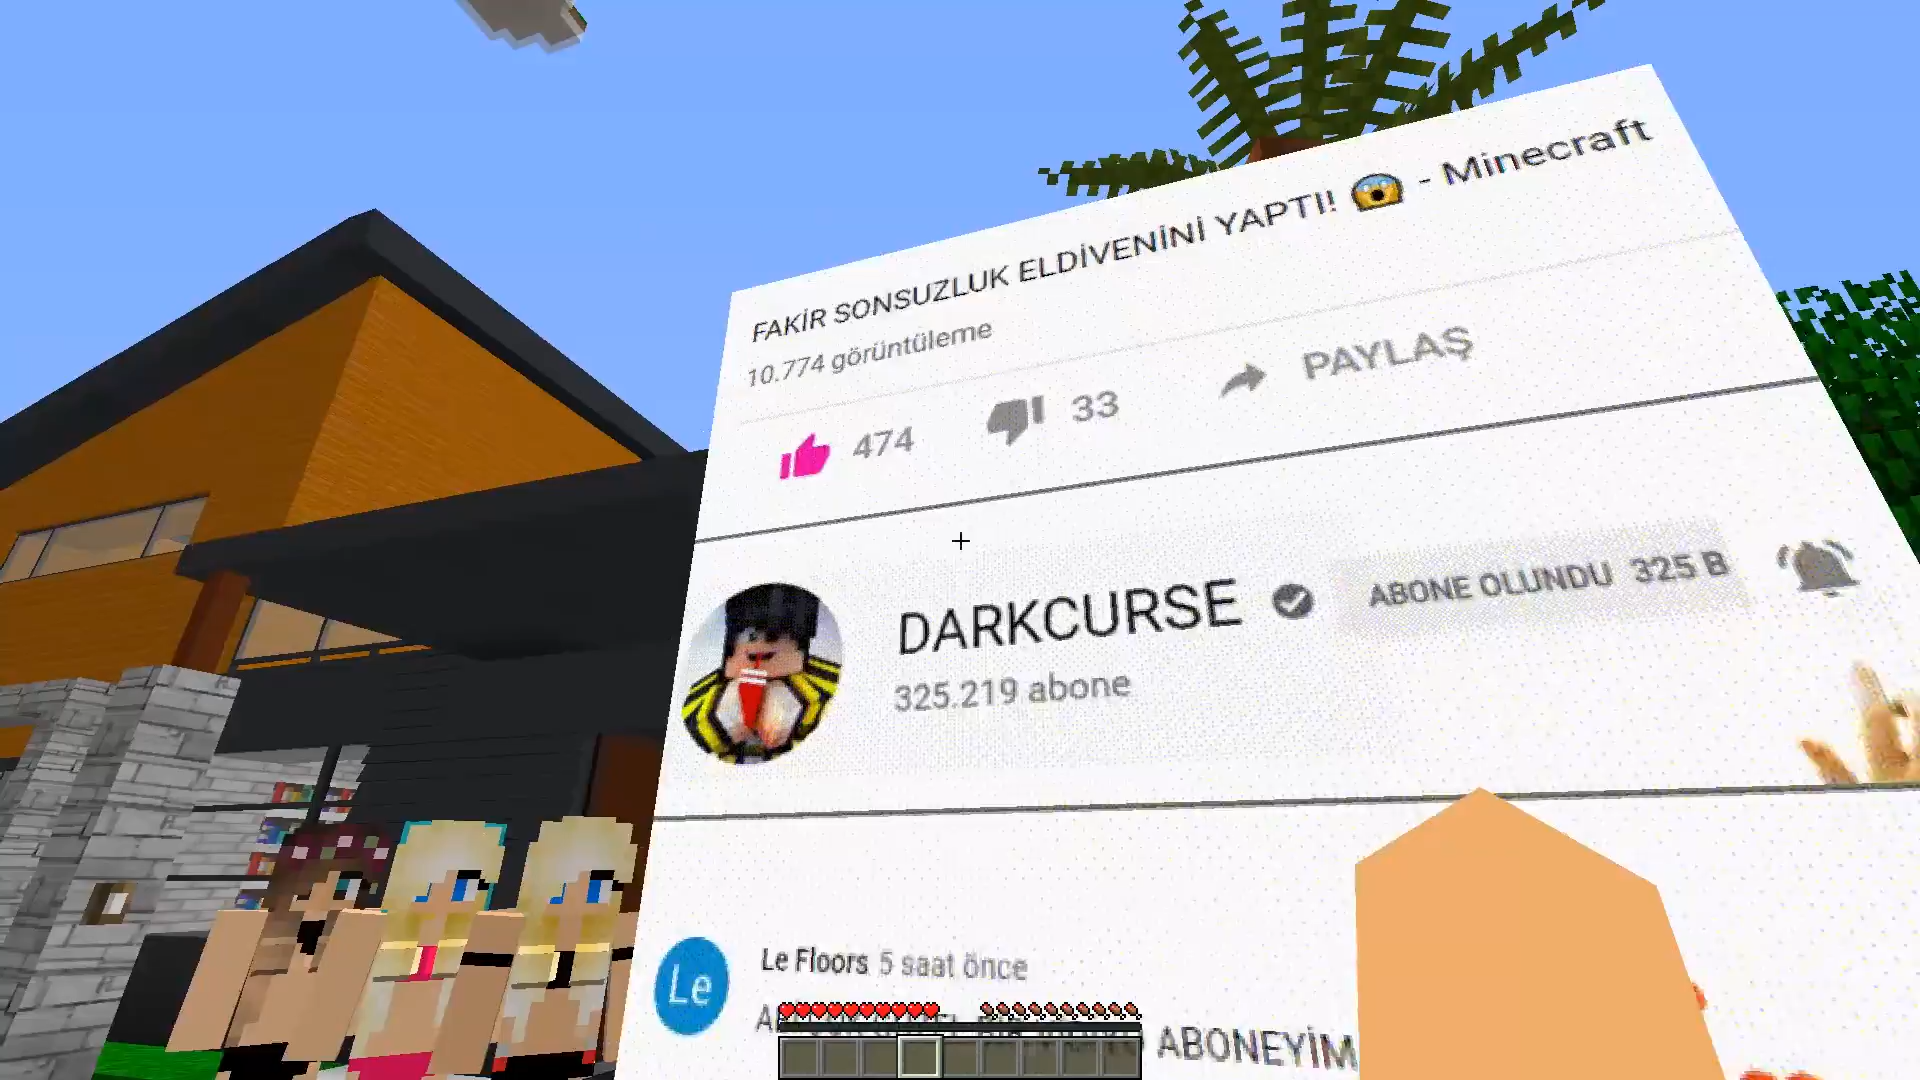 FAKİR SONSUZLUK ELDİVENİNİ YAPTI! 😱 - Minecraft
10.774 görüntüleme
474 33 PAYLAŞ
DARKCURSE ABONE OLUNDU 325 B
325.219 abone
Le Le Floors 5 saat önce
ABONEYİM